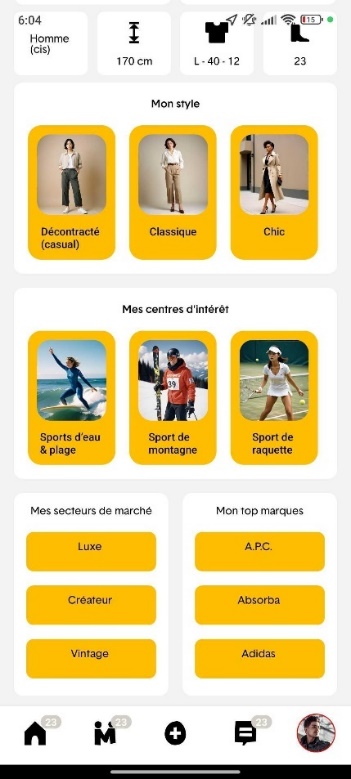 6:04
15
Homme
(cis)
170 cm
L - 40 - 12
23
Mon style
Décontracté
(casual)
Classique
Chic
Mes centres d'intérêt
39
Sports d'eau
& plage
Sport de
montagne
Sport de
raquette
Mes secteurs de marché
Luxe
Créateur
Vintage
Mon top marques
A.P.C.
Absorba
Adidas
23
23
23